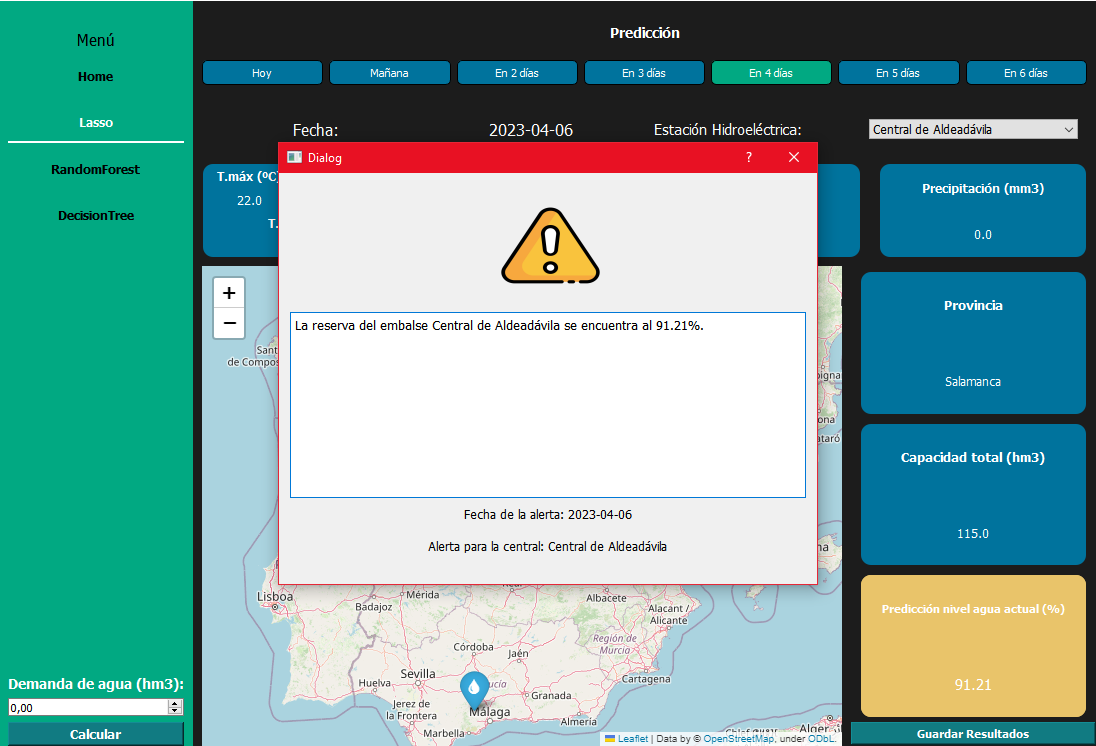 Menú
Home
Lasso
RandomForest
DecisionTree
Demanda de agua (hm3):
0,00
Calcular
Predicción
Hoy
Mañana
En 2 días
En 3 días
En 4 días
En 5 días
En 6 días
Fecha:
2023-04-06
Estación Hidroeléctrica:
Central de Aldeadávila
T.máx (ºC)
22.0
T.
Precipitación (mm3)
0.0
Dialog
?
La reserva del embalse Central de Aldeadávila se encuentra al 91.21%.
Fecha de la alerta: 2023-04-06
Alerta para la central: Central de Aldeadávila
+
−
Sant
de Compos
Lisboa
Badajoz
Mérida
Albacete
Alacant /
Alicante
Región de
Murcia
Córdoba
Jaén
Sevilla
Huelva
Cartagena
Granada
Jerez de
la Frontera
Málaga
Almería
Marbella
Leaflet | Data by © OpenStreetMap, under ODbL.
Provincia
Salamanca
Capacidad total (hm3)
115.0
Predicción nivel agua actual (%)
91.21
Guardar Resultados